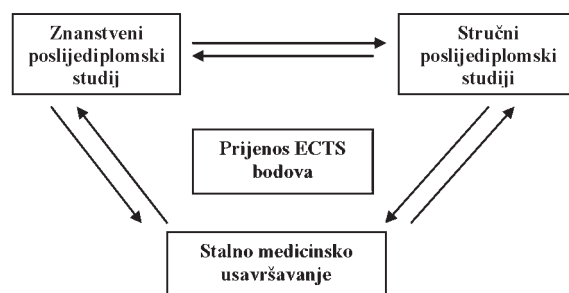 Znanstveni
poslijediplomski
studij
Stručni
poslijediplomski
studiji
Prijenos ECTS
bodova
Stalno medicinsko
usavršavanje